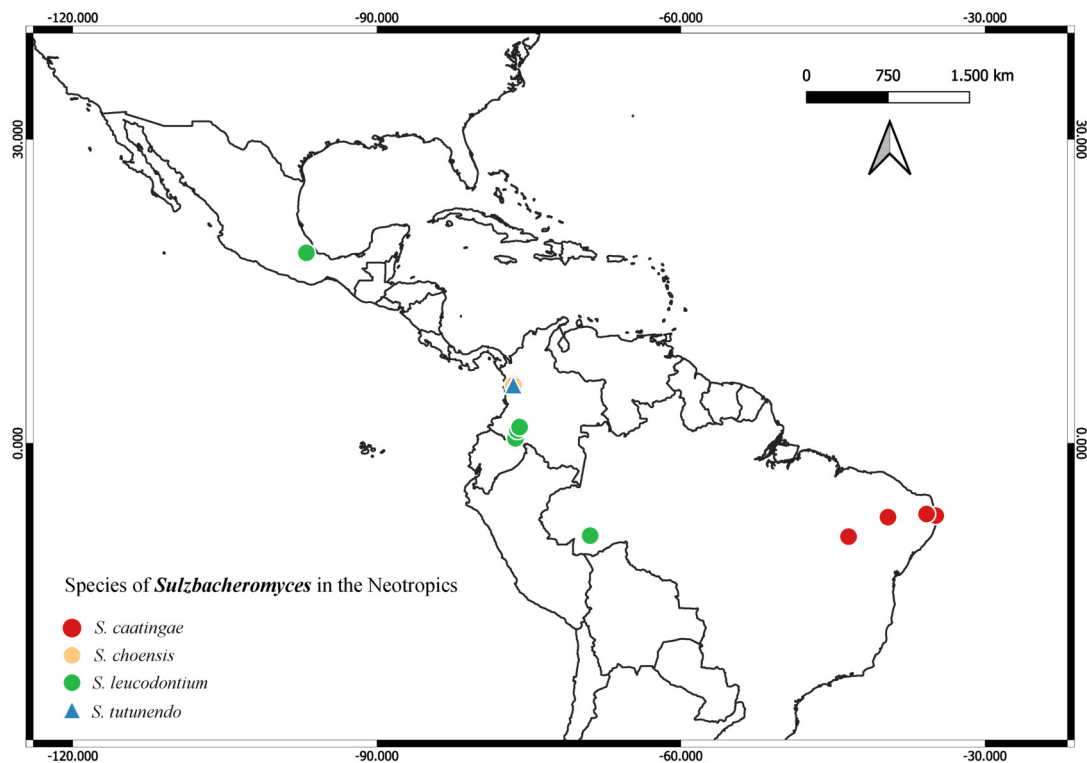 -120.000 -90.000 -60.000 -30.000
0 750 1.500 km
30.000 30.000
0.000 0.000
Species of Sulzbacheromyces in the Neotropics
S. caatingae
S. choensis
S. leucodontium
S. tutunendo
-120.000 -90.000 -60.000 -30.000